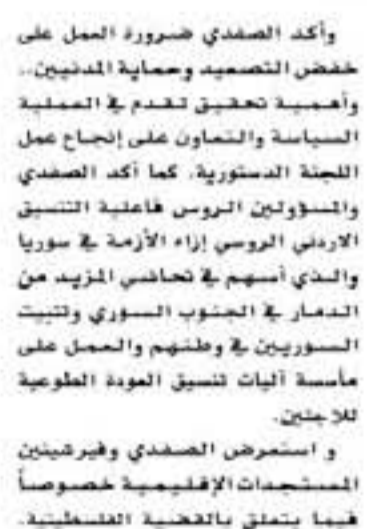 وأكد الصفدي ضرورة العمل على
خفض التصعيد وحماية المدنيين..
وأهمية تحقيق تقدم في العملية
السياسة والتعاون على إنجاح عمل
اللجنة الدستورية. كما أكد الصفدي
والمسؤولين الروس فاعلية التنسيق
الاردني الروسي إزاء الأزمة في سوريا
والذي أسهم في تحاشي المزيد من
الدمار في الجنوب السوري وتثبيت
السوريين في وطنهم والعمل على
مأسسة آليات تنسيق العودة الطوعية
للاجئين.
و استعرض الصفدي وفيرشينين
المستجدات الإقليمية خصوصاً
فيما يتعلق بالقضية الفلسطينية.